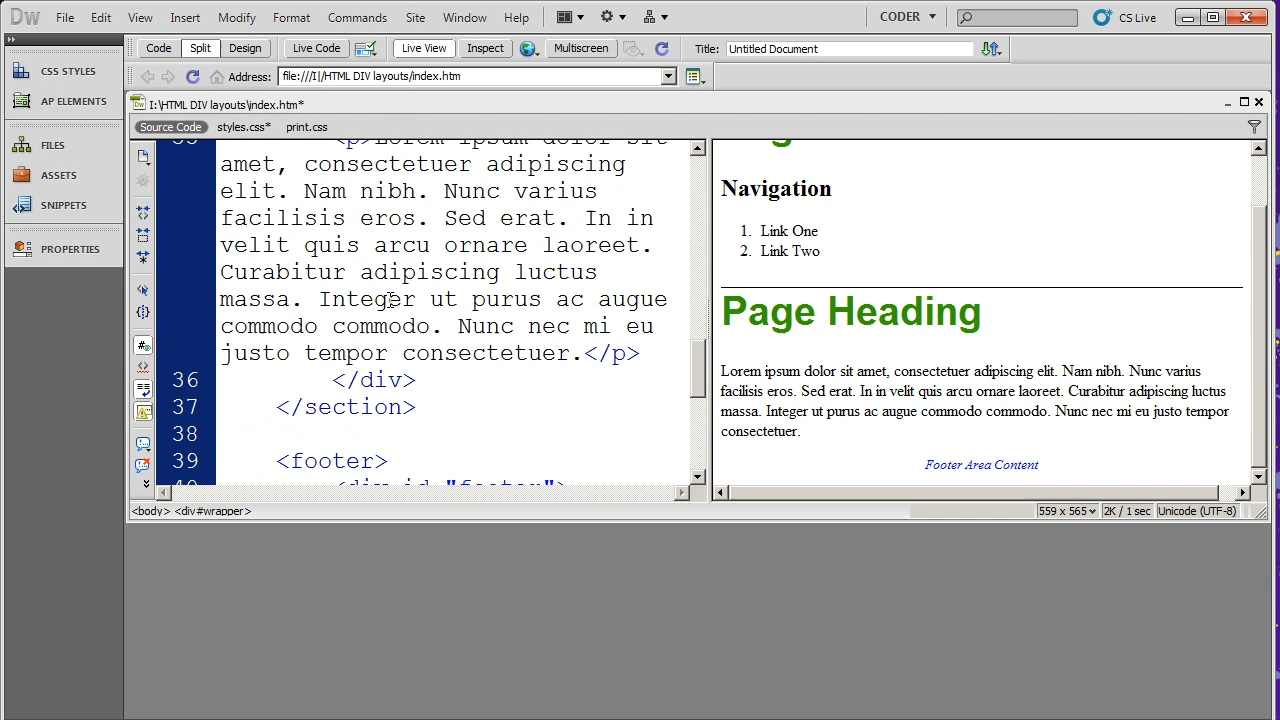 Dw File Edit View Insert Modify Format Commands Site Window Help CODER CS Live
Code Split Design Live Code Live View Inspect Multiscreen Title: Untitled Document
Address: file:///I|/HTML DIV layouts/index.htm
CSS STYLES
AP ELEMENTS
FILES
ASSETS
SNIPPETS
PROPERTIES
I:\HTML DIV layouts\index.htm*
Source Code styles.css* print.css
<p>Lorem ipsum dolor sit
amet, consectetuer adipiscing
elit. Nam nibh. Nunc varius
facilisis eros. Sed erat. In in
velit quis arcu ornare laoreet.
Curabitur adipiscing luctus
massa. Integer ut purus ac augue
commodo commodo. Nunc nec mi eu
justo tempor consectetuer.</p>
36 </div>
37 </section>
38
39 <footer>
40 <div id="footer">
Navigation
1. Link One
2. Link Two
Page Heading
Lorem ipsum dolor sit amet, consectetuer adipiscing elit. Nam nibh. Nunc varius
facilisis eros. Sed erat. In in velit quis arcu ornare laoreet. Curabitur adipiscing luctus
massa. Integer ut purus ac augue commodo commodo. Nunc nec mi eu justo tempor
consectetuer.
Footer Area Content
<body> <div#wrapper> 559 x 565 2K / 1 sec Unicode (UTF-8)